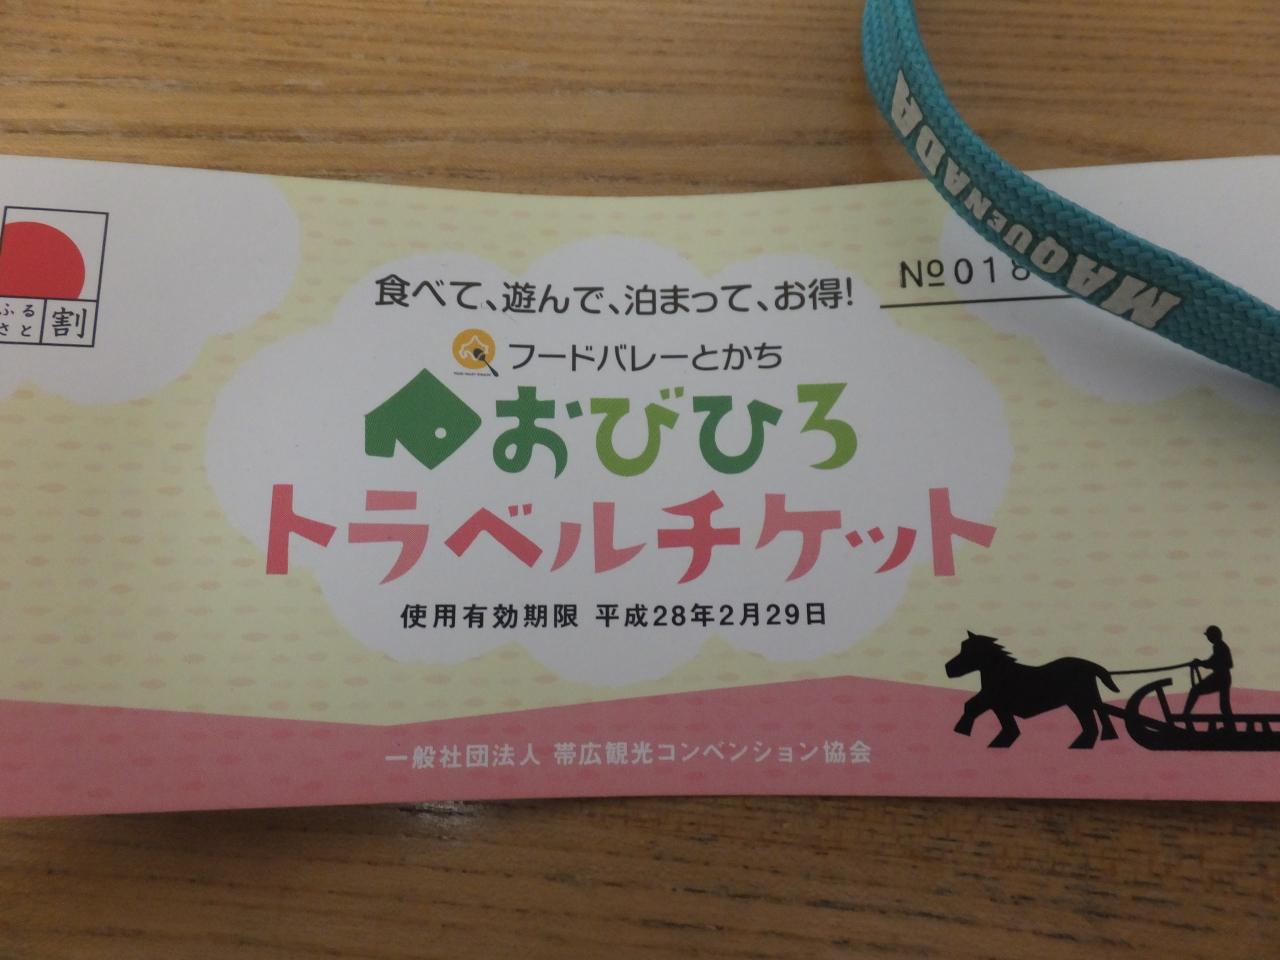 食べて、遊んで、泊まって、お得!
№018
MAQUENADA
ふる
さと
割
フードバレーとかち
おびひろ
トラベルチケット
使用有効期限 平成28年2月29日
一般社団法人 帯広観光コンベンション協会